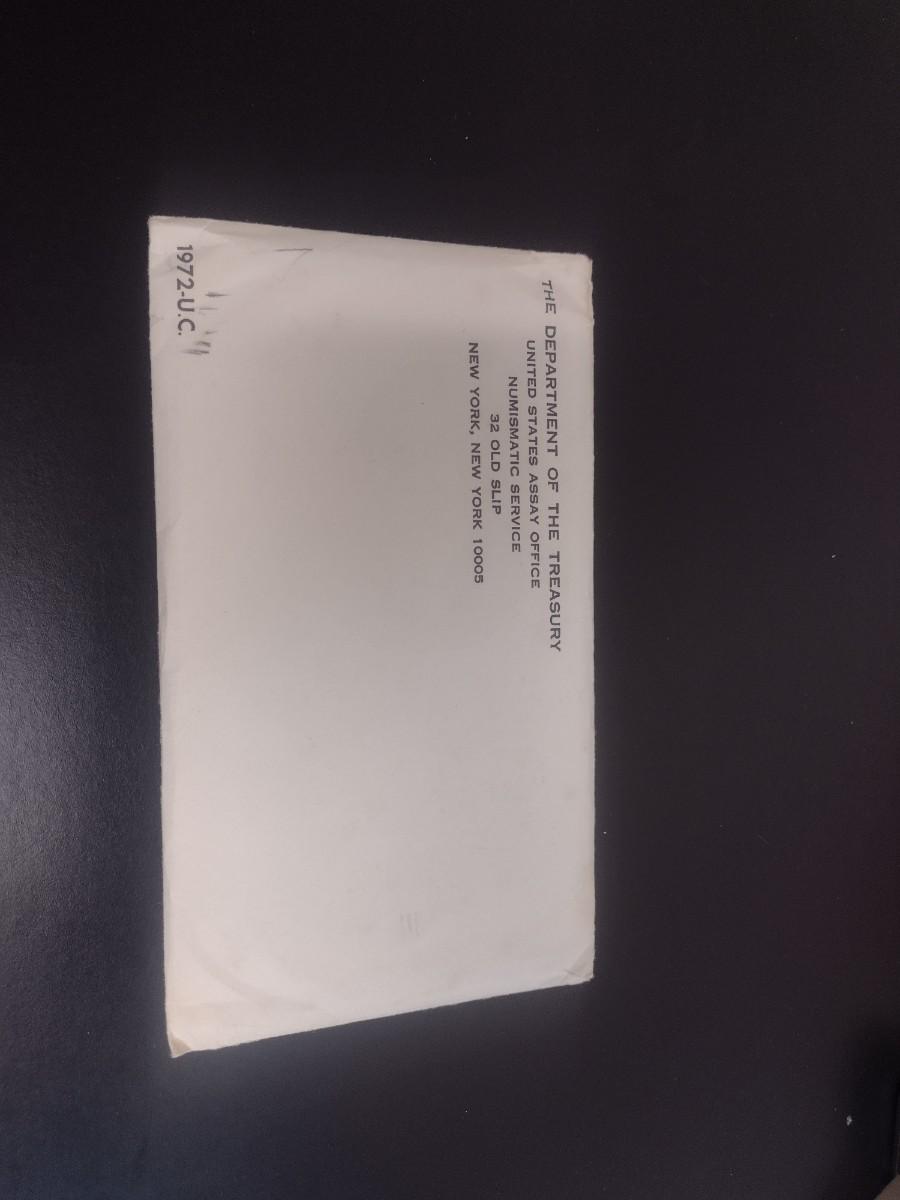 THE DEPARTMENT OF THE TREASURY
UNITED STATES ASSAY OFFICE
NUMISMATIC SERVICE
32 OLD SLIP
NEW YORK, NEW YORK 10005
1972-U.C.